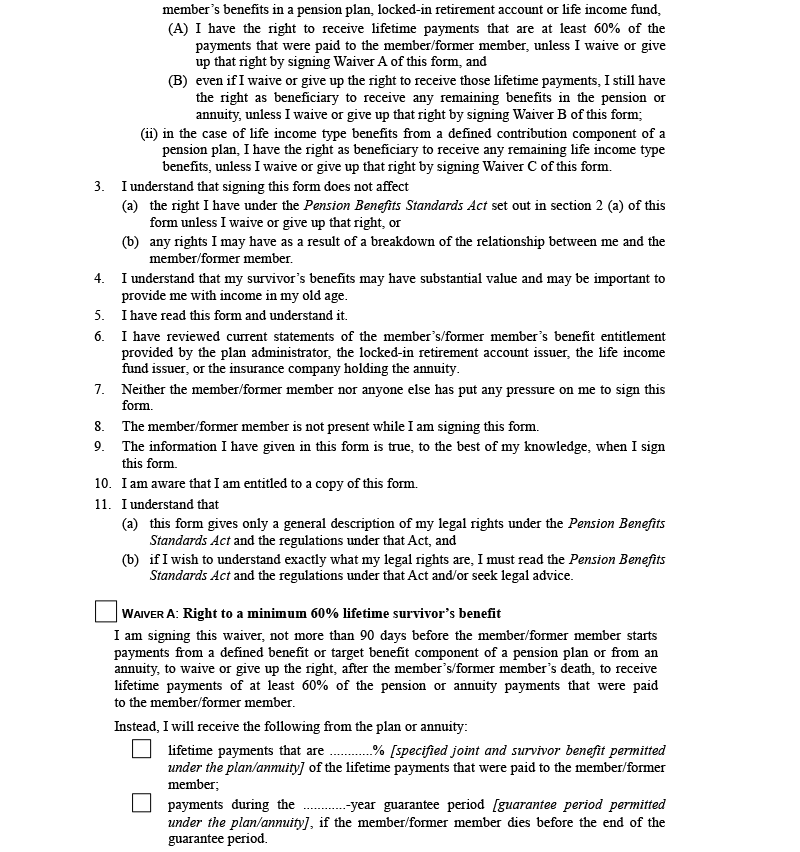 member’s benefits in a pension plan, locked-in retirement account or life income fund,
(A) I have the right to receive lifetime payments that are at least 60% of the
payments that were paid to the member/former member, unless I waive or give
up that right by signing Waiver A of this form, and
(B) even if I waive or give up the right to receive those lifetime payments, I still have
the right as beneficiary to receive any remaining benefits in the pension or
annuity, unless I waive or give up that right by signing Waiver B of this form;
(ii) in the case of life income type benefits from a defined contribution component of a
pension plan, I have the right as beneficiary to receive any remaining life income type
benefits, unless I waive or give up that right by signing Waiver C of this form.
3. I understand that signing this form does not affect
(a) the right I have under the Pension Benefits Standards Act set out in section 2 (a) of this
form unless I waive or give up that right, or
(b) any rights I may have as a result of a breakdown of the relationship between me and the
member/former member.
4. I understand that my survivor’s benefits may have substantial value and may be important to
provide me with income in my old age.
5. I have read this form and understand it.
6. I have reviewed current statements of the member’s/former member’s benefit entitlement
provided by the plan administrator, the locked-in retirement account issuer, the life income
fund issuer, or the insurance company holding the annuity.
7. Neither the member/former member nor anyone else has put any pressure on me to sign this
form.
8. The member/former member is not present while I am signing this form.
9. The information I have given in this form is true, to the best of my knowledge, when I sign
this form.
10. I am aware that I am entitled to a copy of this form.
11. I understand that
(a) this form gives only a general description of my legal rights under the Pension Benefits
Standards Act and the regulations under that Act, and
(b) if I wish to understand exactly what my legal rights are, I must read the Pension Benefits
Standards Act and the regulations under that Act and/or seek legal advice.
WAIVER A: Right to a minimum 60% lifetime survivor’s benefit
I am signing this waiver, not more than 90 days before the member/former member starts
payments from a defined benefit or target benefit component of a pension plan or from an
annuity, to waive or give up the right, after the member’s/former member’s death, to receive
lifetime payments of at least 60% of the pension or annuity payments that were paid
to the member/former member.
Instead, I will receive the following from the plan or annuity:
lifetime payments that are ............% [specified joint and survivor benefit permitted
under the plan/annuity] of the lifetime payments that were paid to the member/former
member;
payments during the ............-year guarantee period [guarantee period permitted
under the plan/annuity], if the member/former member dies before the end of the
guarantee period.